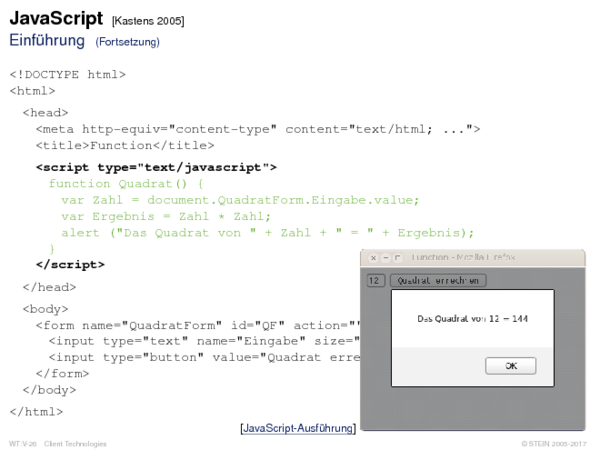 JavaScript [Kastens 2005]
Einführung (Fortsetzung)
<!DOCTYPE html>
<html>
<head>
<meta http-equiv="content-type" content="text/html; ...">
<title>Function</title>
<script type="text/javascript">
function Quadrat() {
var Zahl = document.QuadratForm.Eingabe.value;
var Ergebnis = Zahl * Zahl;
alert ("Das Quadrat von " + Zahl + " = " + Ergebnis);
}
</script>
</head>
<body>
<form name="QuadratForm" id="QF" action=""
<input type="text" name="Eingabe" size="
<input type="button" value="Quadrat erre
</form>
</body>
</html>
Function - Mozilla Firefox
12 Quadrat errechnen
Das Quadrat von 12 = 144
OK
[JavaScript-Ausführung]
WT:V-26 Client Technologies
© STEIN 2005-2017